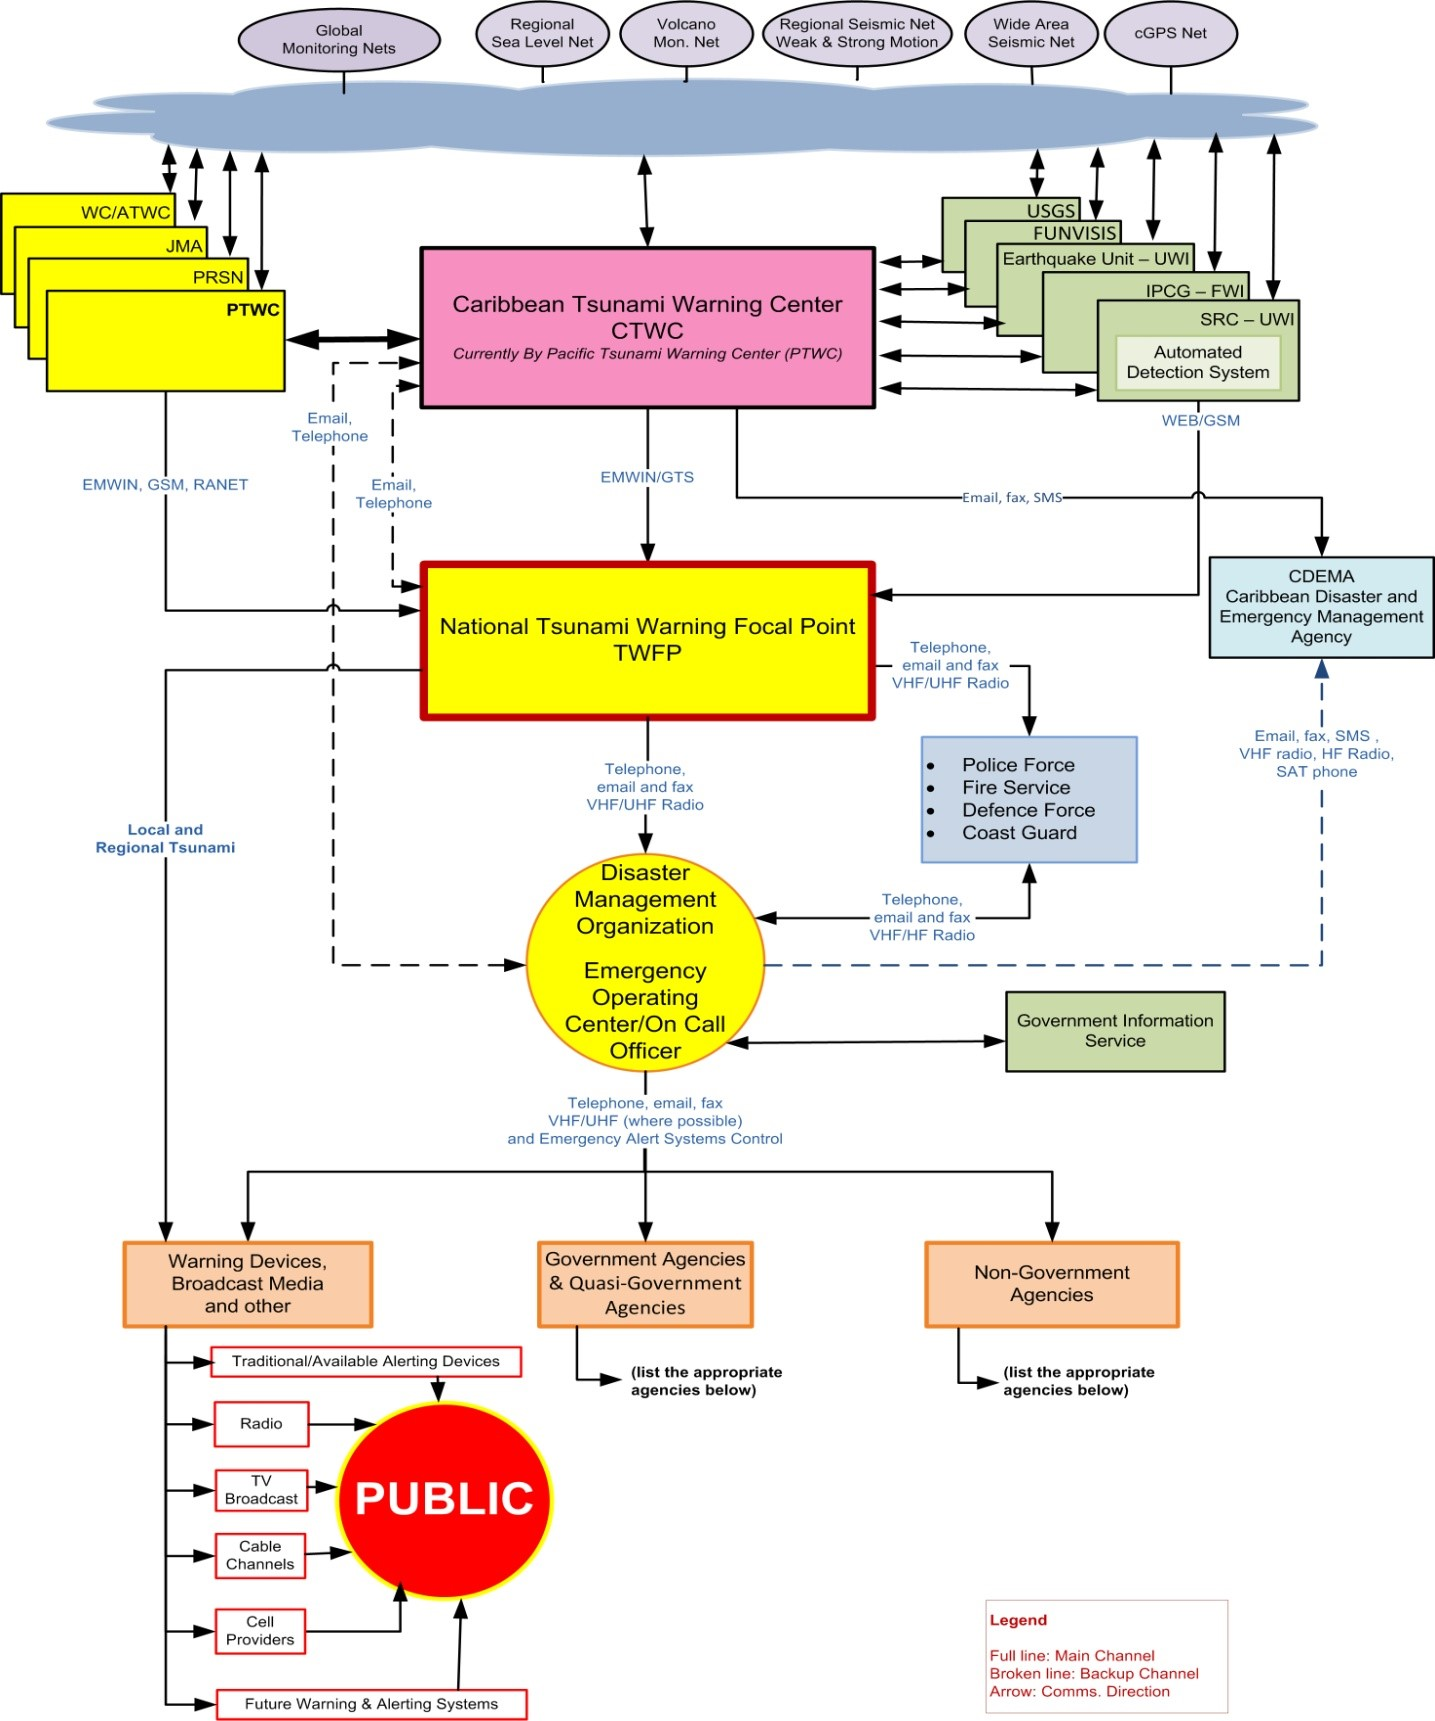 Global
Monitoring Nets
Regional
Sea Level Net
Volcano
Mon. Net
Regional Seismic Net
Weak & Strong Motion
Wide Area
Seismic Net
cGPS Net
WC/ATWC
JMA
PRSN
PTWC
Caribbean Tsunami Warning Center
CTWC
Currently By Pacific Tsunami Warning Center (PTWC)
USGS
FUNVISIS
Earthquake Unit – UWI
IPCG – FWI
SRC – UWI
Automated
Detection System
Email,
Telephone
EMWIN, GSM, RANET
Email,
Telephone
EMWIN/GTS
Email, fax, SMS
WEB/GSM
CDEMA
Caribbean Disaster and
Emergency Management
Agency
National Tsunami Warning Focal Point
TWFP
Telephone,
email and fax
VHF/UHF Radio
Email, fax, SMS ,
VHF radio, HF Radio,
SAT phone
Telephone,
email and fax
VHF/UHF Radio
• Police Force
• Fire Service
• Defence Force
• Coast Guard
Local and
Regional Tsunami
Disaster
Management
Organization
Emergency
Operating
Center/On Call
Officer
Telephone,
email and fax
VHF/HF Radio
Government Information
Service
Telephone, email, fax
VHF/UHF (where possible)
and Emergency Alert Systems Control
Warning Devices,
Broadcast Media
and other
Government Agencies
& Quasi-Government
Agencies
Non-Government
Agencies
(list the appropriate
agencies below)
(list the appropriate
agencies below)
Traditional/Available Alerting Devices
Radio
TV
Broadcast
Cable
Channels
Cell
Providers
Future Warning & Alerting Systems
PUBLIC
Legend
Full line: Main Channel
Broken line: Backup Channel
Arrow: Comms. Direction